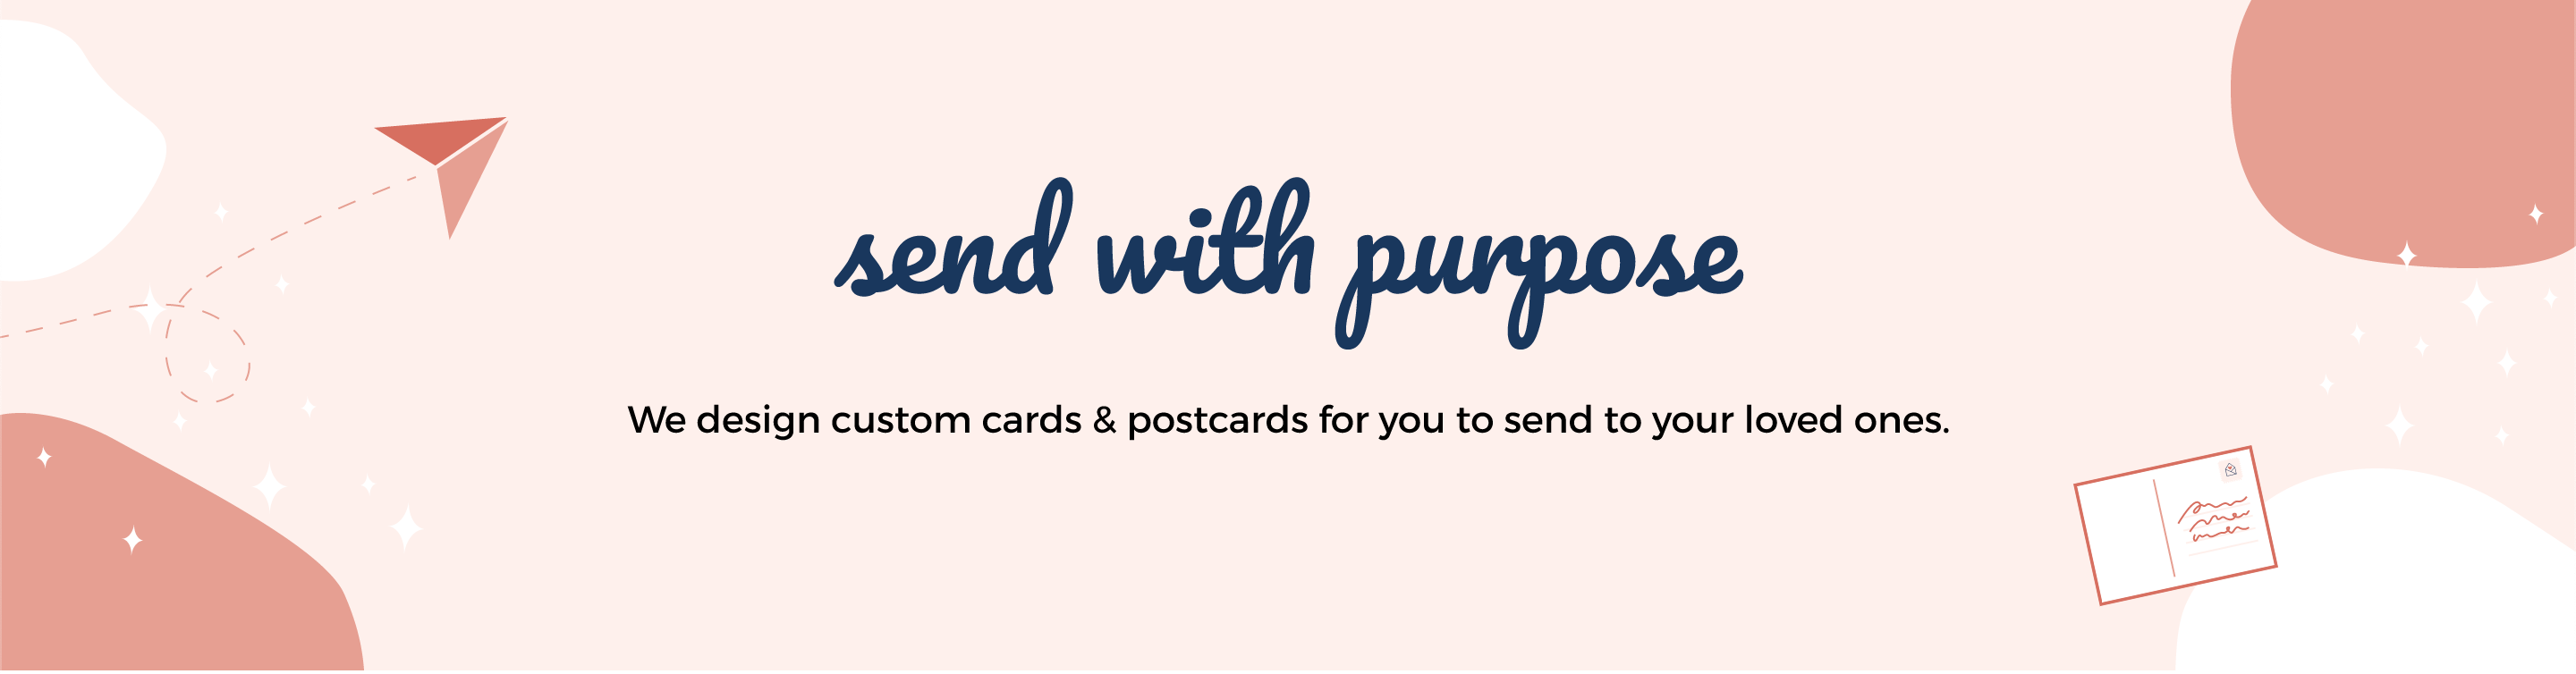 send with purpose
We design custom cards & postcards for you to send to your loved ones.